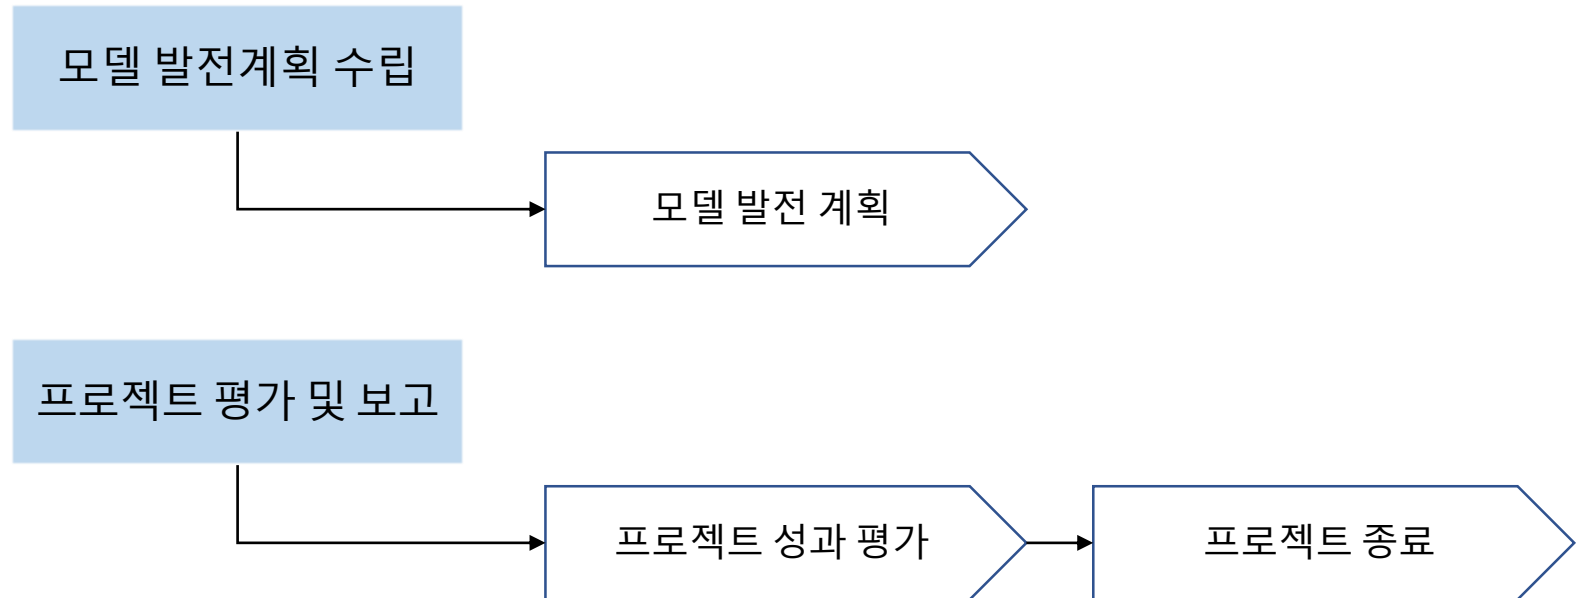 모델 발전계획 수립
모델 발전 계획
프로젝트 평가 및 보고
프로젝트 성과 평가
프로젝트 종료